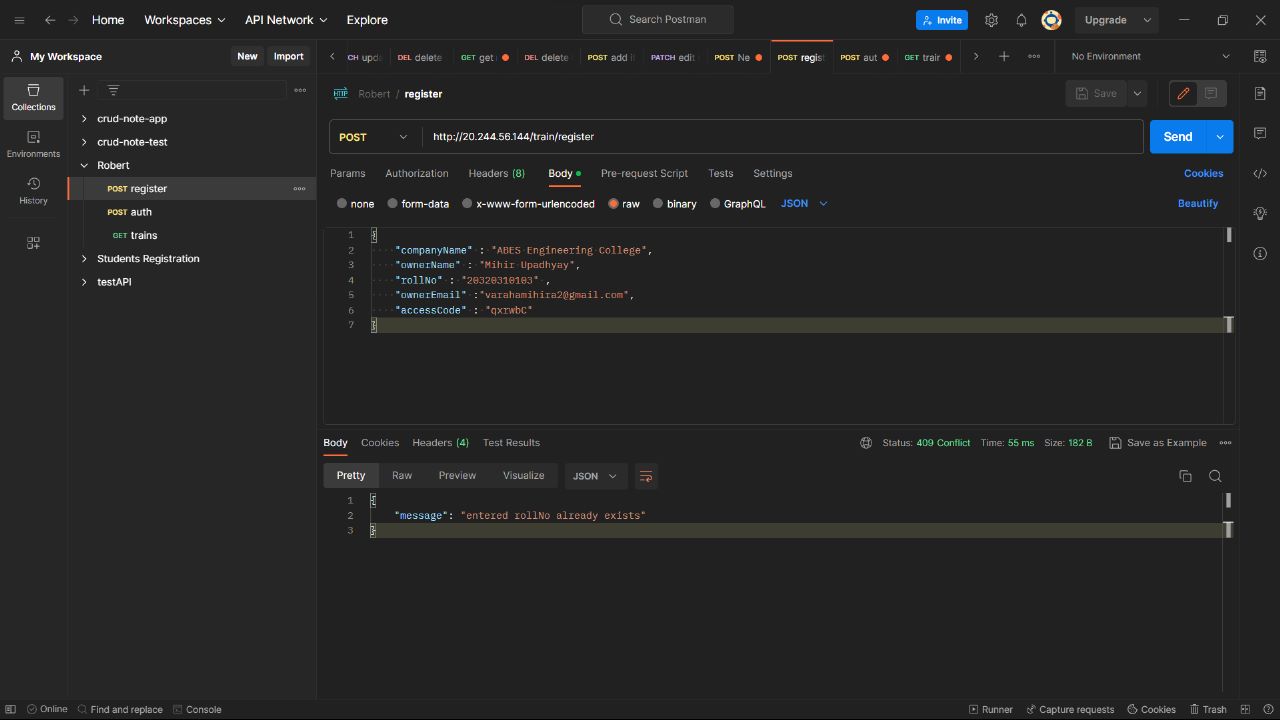 Home Workspaces API Network Explore Search Postman Invite Upgrade
My Workspace New Import CH upd DEL delete GET get DEL delete POST add i PATCH edit POST Ne POST regis POST aut GET trair No Environment
Collections
Environments
History
crud-note-app
crud-note-test
Robert
POST register
POST auth
GET trains
Students Registration
testAPI
HTTP Robert / register Save
POST http://20.244.56.144/train/register Send
Params Authorization Headers (8) Body Pre-request Script Tests Settings Cookies
none form-data x-www-form-urlencoded raw binary GraphQL JSON Beautify
1 {
2 "companyName" : "ABES Engineering College",
3 "ownerName" : "Mihir Upadhyay",
4 "rollNo" : "20320310103" ,
5 "ownerEmail" :"varahamihira2@gmail.com",
6 "accessCode" : "qxrwbC"
7 }
Body Cookies Headers (4) Test Results Status: 409 Conflict Time: 55 ms Size: 182 B Save as Example
Pretty Raw Preview Visualize JSON
1 {
2 "message": "entered rollNo already exists"
3 }
Online Find and replace Console Runner Capture requests Cookies Trash